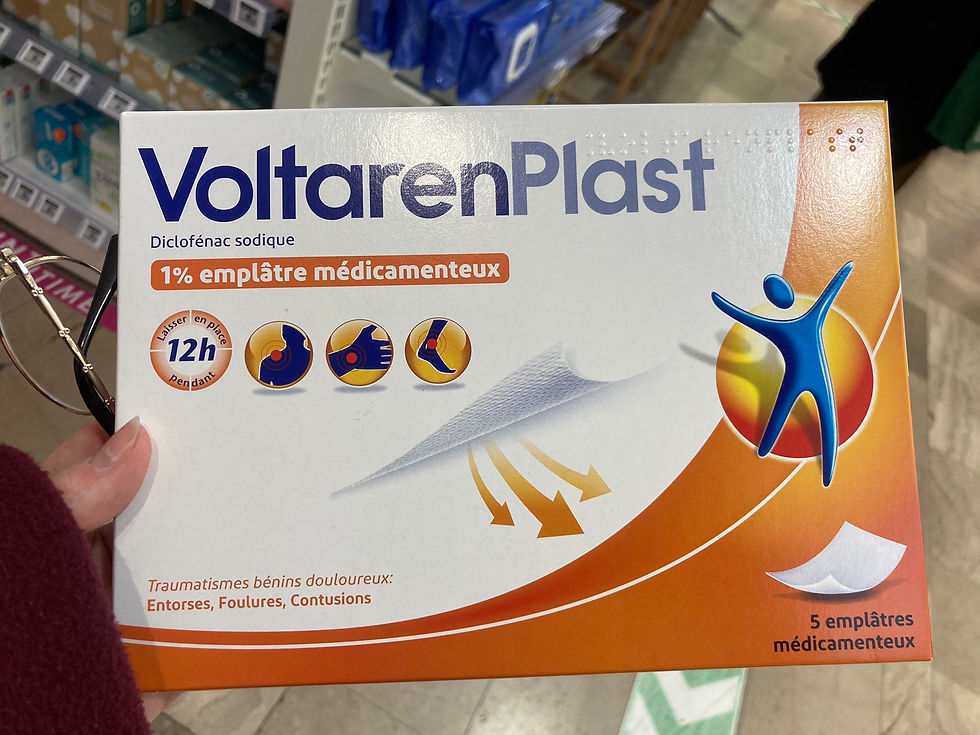 VoltarenPlast
Diclofénac sodique
1% emplâtre médicamenteux
Laisser en place
12h
pendant
Traumatismes bénins douloureux:
Entorses, Foulures, Contusions
5 emplâtres
médicamenteux